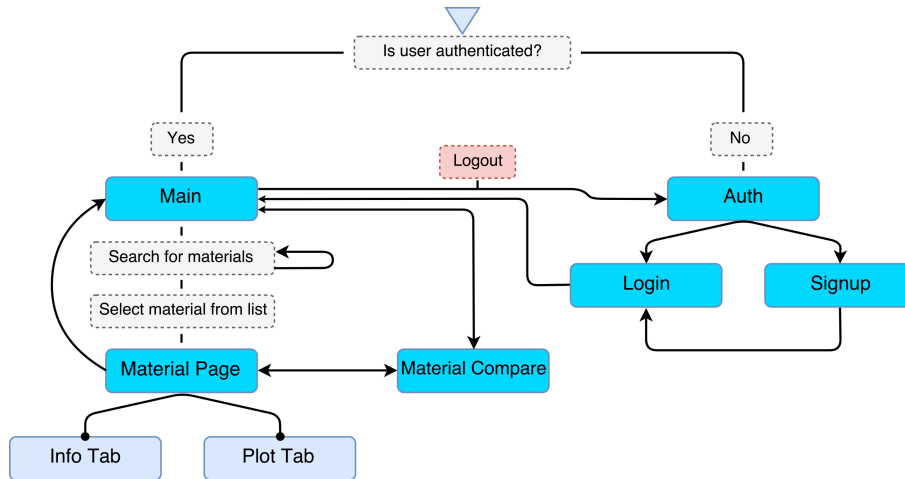 Is user authenticated?
Yes
No
Logout
Main
Auth
Search for materials
Login
Signup
Select material from list
Material Page
Material Compare
Info Tab
Plot Tab